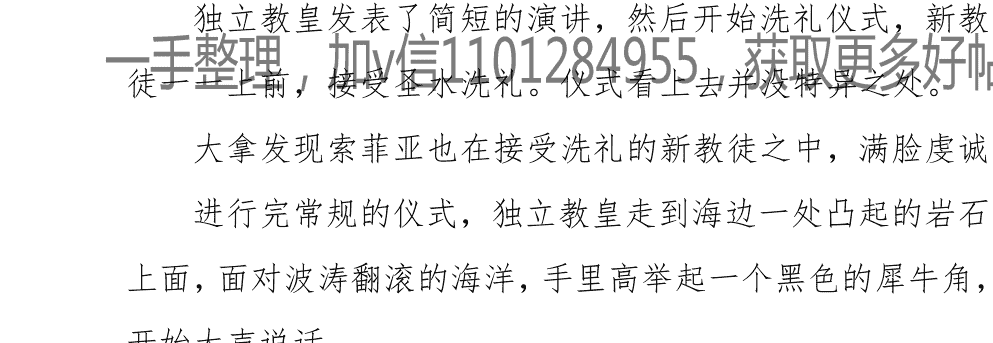 独立教皇发表了简短的演讲，然后开始洗礼仪式，新教
一手整理，加v信1101284955，获取更多好帖
徒一一上前，接受圣水洗礼。仪式看上去并没特异之处。
大拿发现索菲亚也在接受洗礼的新教徒之中，满脸虔诚
进行完常规的仪式，独立教皇走到海边一处凸起的岩石
上面，面对波涛翻滚的海洋，手里高举起一个黑色的犀牛角，
开始大声说话